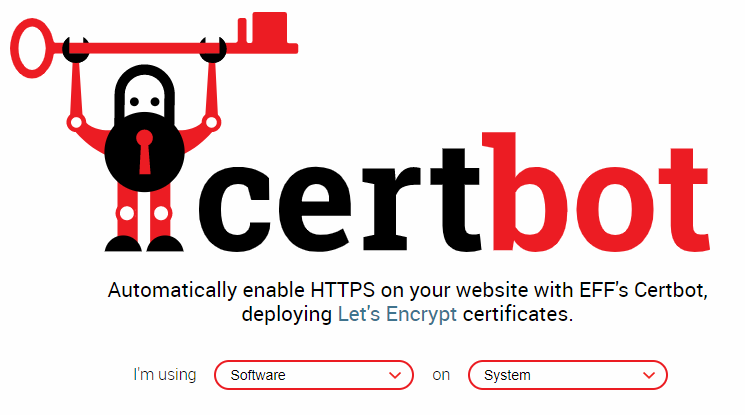 certbot
Automatically enable HTTPS on your website with EFF's Certbot,
deploying Let's Encrypt certificates.
I'm using Software on System